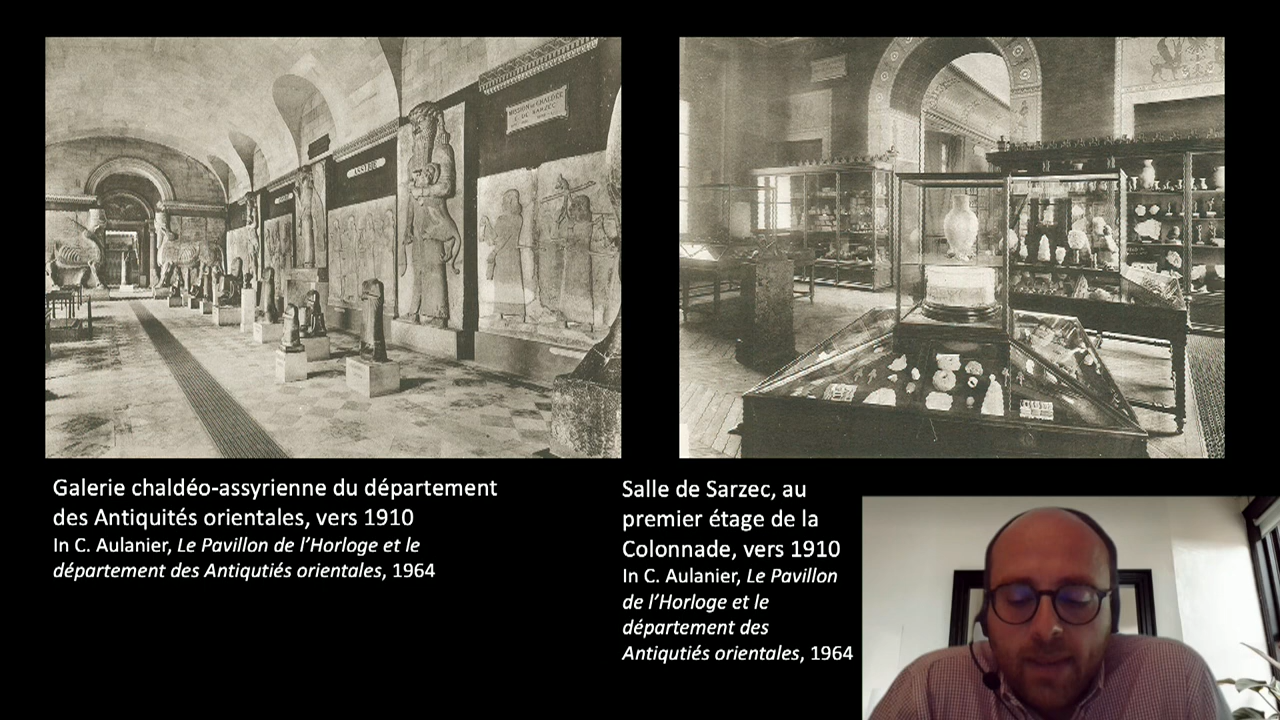 MISSION DE CHALDÉE
E. DE SARZEC
ASSYRIE
Galerie chaldéo-assyrienne du département
des Antiquités orientales, vers 1910
In C. Aulanier, Le Pavillon de l’Horloge et le
département des Antiqutiés orientales, 1964
Salle de Sarzec, au
premier étage de la
Colonnade, vers 1910
In C. Aulanier, Le Pavillon
de l’Horloge et le
département des
Antiqutiés orientales, 1964